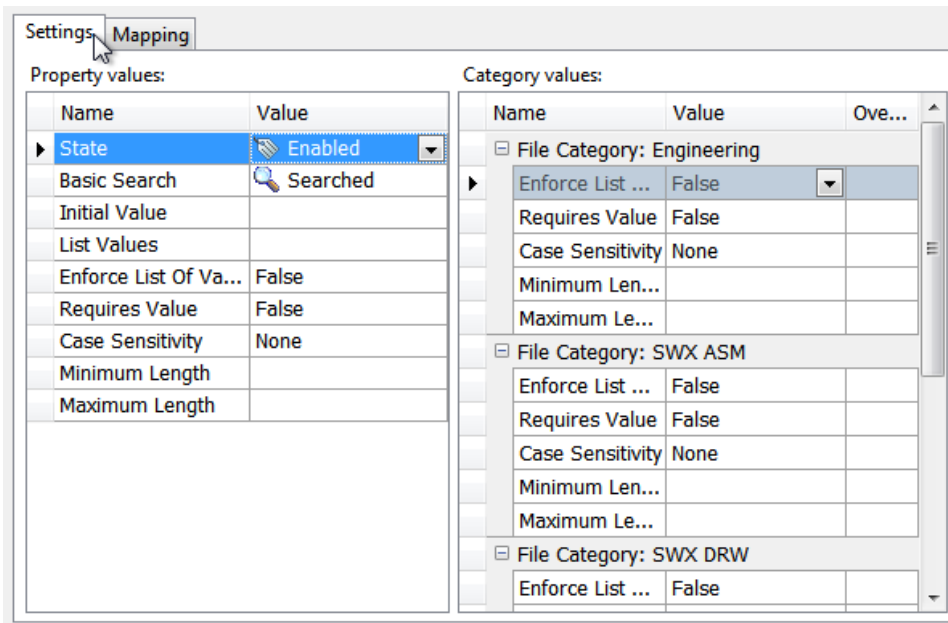 Settings Mapping
Property values:
Name Value
State Enabled
Basic Search Searched
Initial Value
List Values
Enforce List Of Va... False
Requires Value False
Case Sensitivity None
Minimum Length
Maximum Length
Category values:
Name Value Ove...
File Category: Engineering
Enforce List ... False
Requires Value False
Case Sensitivity None
Minimum Len...
Maximum Le...
File Category: SWX ASM
Enforce List ... False
Requires Value False
Case Sensitivity None
Minimum Len...
Maximum Le...
File Category: SWX DRW
Enforce List ... False